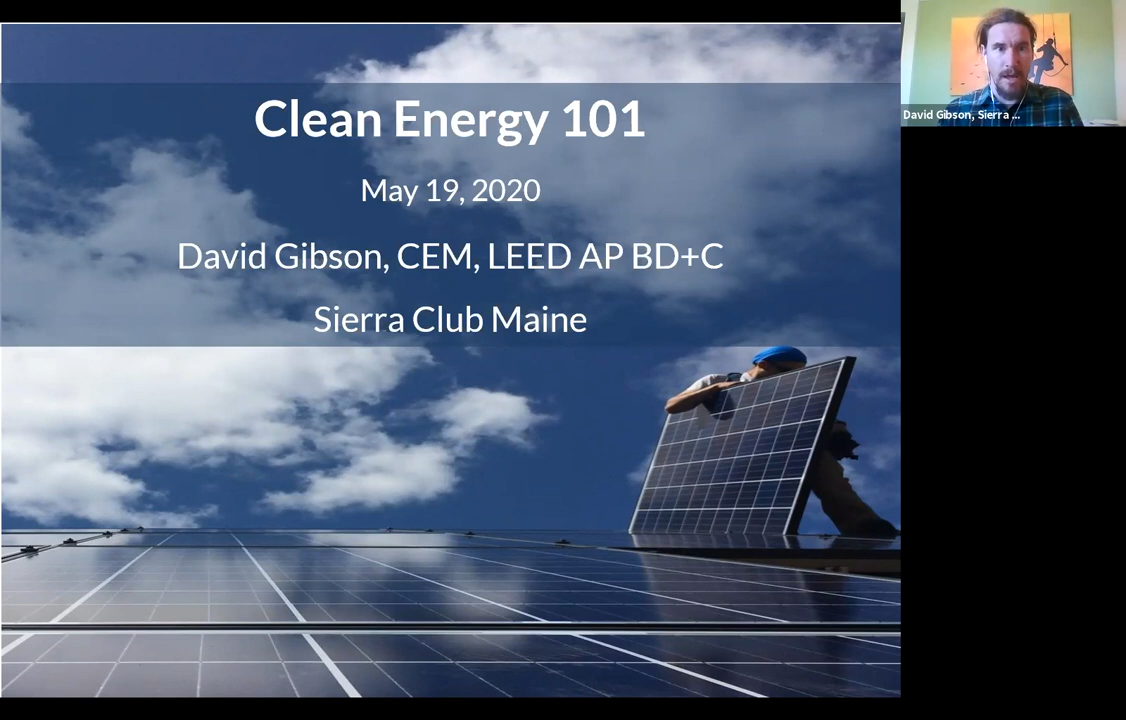 Clean Energy 101
May 19, 2020
David Gibson, CEM, LEED AP BD+C
Sierra Club Maine
David Gibson, Sierra ...